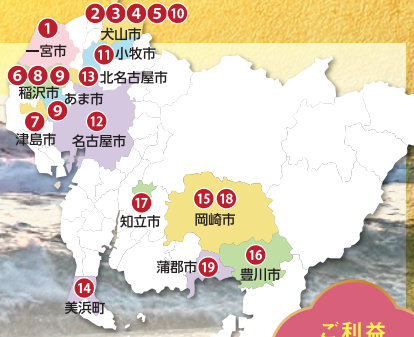 2 3 4 5 10
1
犬山市
一宮市
11 小牧市
6 8 9
13 北名古屋市
稲沢市
あま市
9
7
12
津島市
名古屋市
17
15 18
知立市
岡崎市
16
蒲郡市 19
豊川市
14
美浜町
ご利益